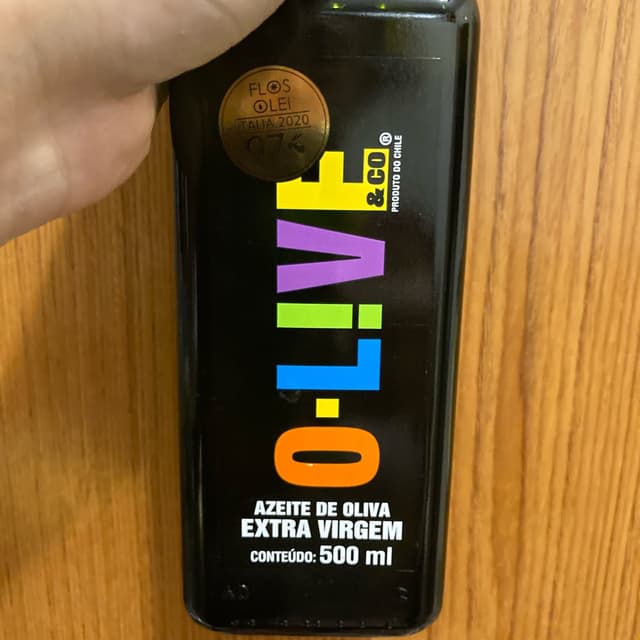 FLOS
OLEI
ITALIA 2020
O·LiVE
&CO®
PRODUTO DO CHILE
AZEITE DE OLIVA
EXTRA VIRGEM
CONTEÚDO: 500 ml